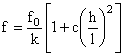 f = f₀/k [1+c(h/l)²]